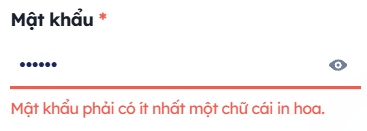 Mật khẩu *
••••••
Mật khẩu phải có ít nhất một chữ cái in hoa.